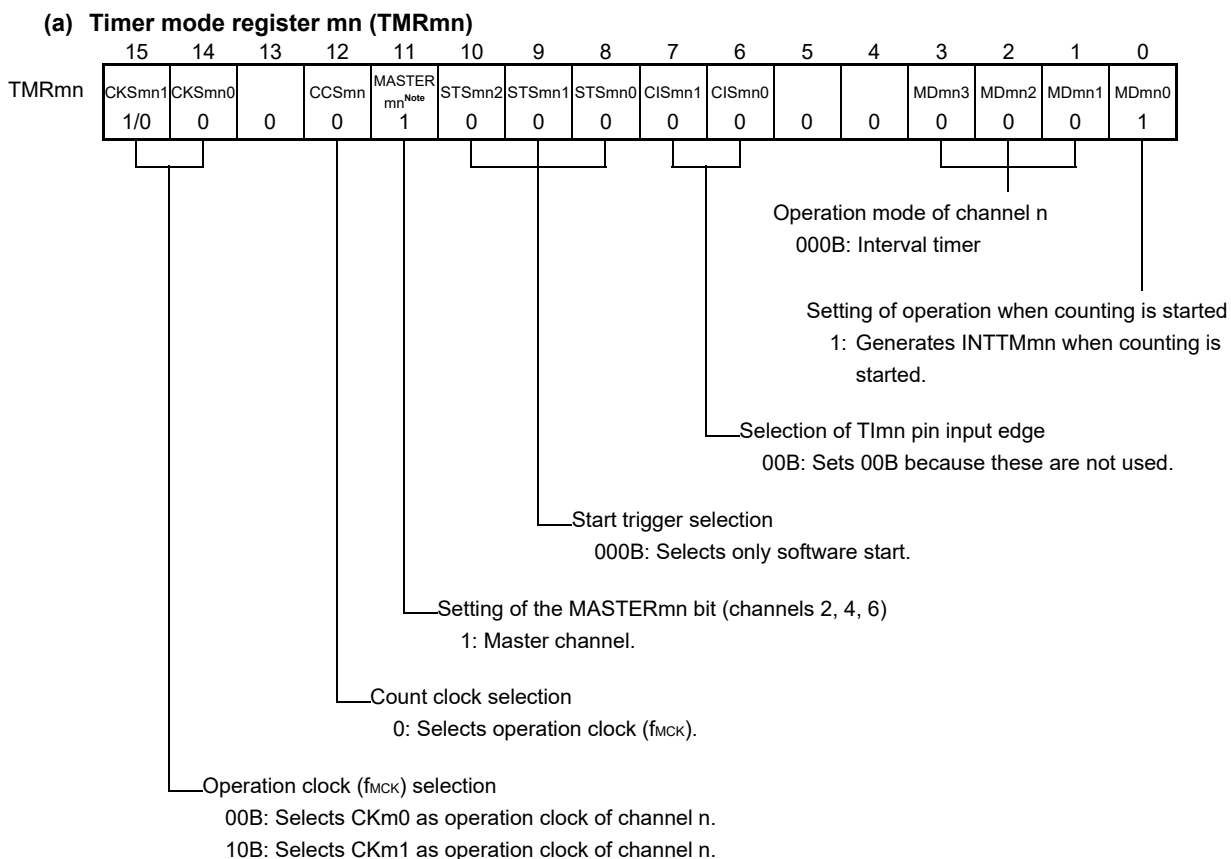 (a) Timer mode register mn (TMRmn)
15 14 13 12 11 10 9 8 7 6 5 4 3 2 1 0
TMRmn CKSmn1 CKSmn0 CCSmn MASTER mn Note STSmn2 STSmn1 STSmn0 CISmn1 CISmn0 MDmn3 MDmn2 MDmn1 MDmn0
1/0 0 0 0 1 0 0 0 0 0 0 0 0 0 0 1
Operation mode of channel n
000B: Interval timer
Setting of operation when counting is started
1: Generates INTTMmn when counting is
started.
Selection of TImn pin input edge
00B: Sets 00B because these are not used.
Start trigger selection
000B: Selects only software start.
Setting of the MASTERmn bit (channels 2, 4, 6)
1: Master channel.
Count clock selection
0: Selects operation clock (fMCK).
Operation clock (fMCK) selection
00B: Selects CKm0 as operation clock of channel n.
10B: Selects CKm1 as operation clock of channel n.